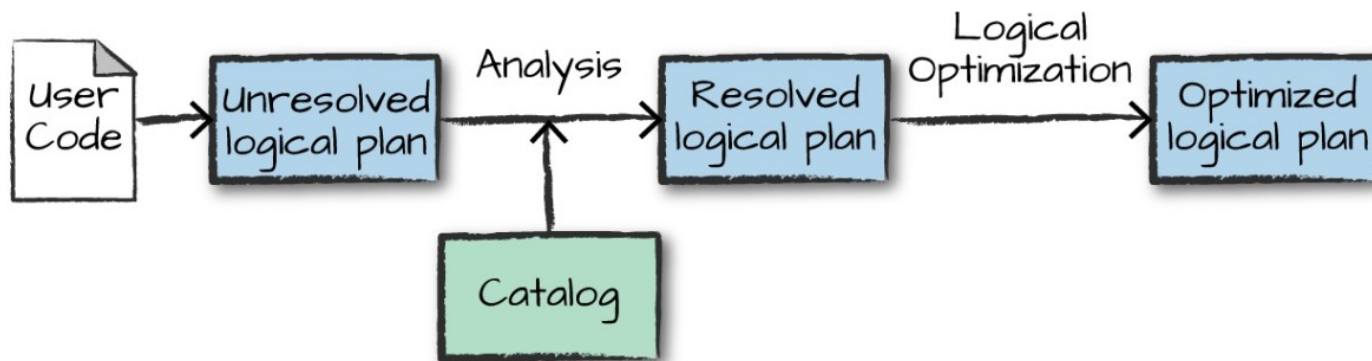 User
Code
Unresolved
logical plan
Analysis
Catalog
Resolved
logical plan
Logical
Optimization
Optimized
logical plan